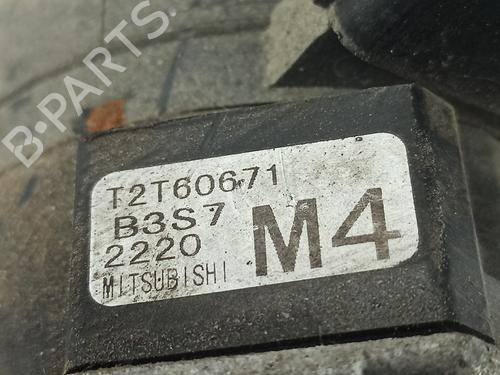 B-PARTS
T2T60671
B3S7
2220
M4
MITSUBISHI